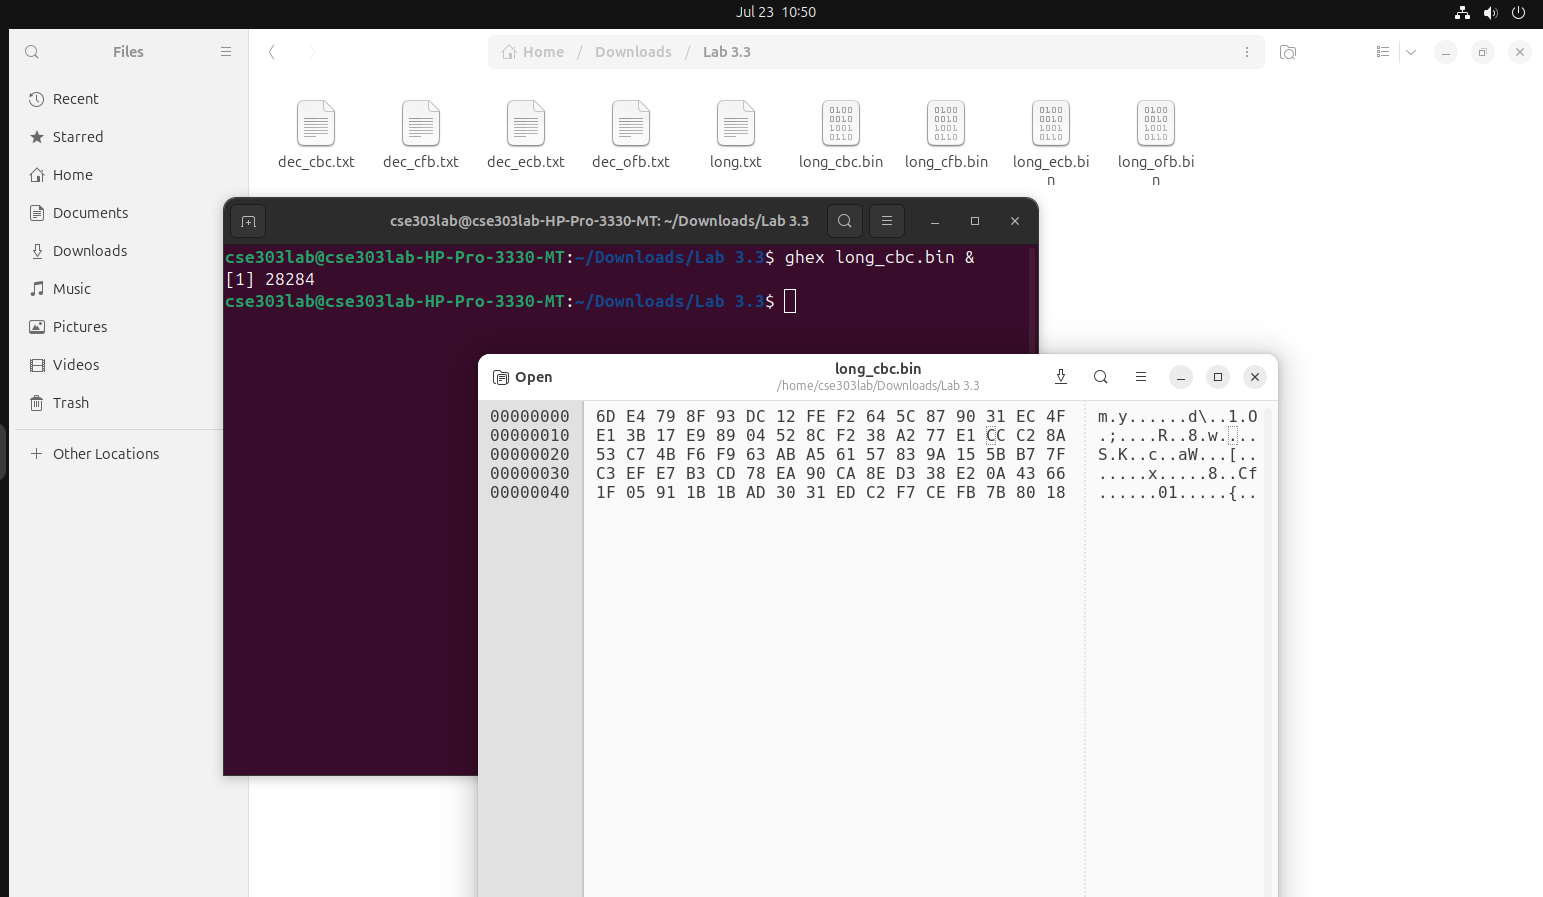 Jul 23 10:50
Files
Home / Downloads / Lab 3.3
Recent
Starred
Home
Documents
Downloads
Music
Pictures
Videos
Trash
Other Locations
dec_cbc.txt
dec_cfb.txt
dec_ecb.txt
dec_ofb.txt
long.txt
long_cbc.bin
long_cfb.bin
long_ecb.bi
n
long_ofb.bi
n
cse303lab@cse303lab-HP-Pro-3330-MT: ~/Downloads/Lab 3.3
cse303lab@cse303lab-HP-Pro-3330-MT:~/Downloads/Lab 3.3$ ghex long_cbc.bin &
[1] 28284
cse303lab@cse303lab-HP-Pro-3330-MT:~/Downloads/Lab 3.3$
Open
long_cbc.bin
/home/cse303lab/Downloads/Lab 3.3
00000000 6D E4 79 8F 93 DC 12 FE F2 64 5C 87 90 31 EC 4F m.y......d\..1.O
00000010 E1 3B 17 E9 89 04 52 8C F2 38 A2 77 E1 CC C2 8A .;....R..8.w....
00000020 53 C7 4B F6 F9 63 AB A5 61 57 83 9A 15 5B B7 7F S.K..c..aW...[..
00000030 C3 EF E7 B3 CD 78 EA 90 CA 8E D3 38 E2 0A 43 66 .....x.....8..Cf
00000040 1F 05 91 1B 1B AD 30 31 ED C2 F7 CE FB 7B 80 18 ......01.....{..